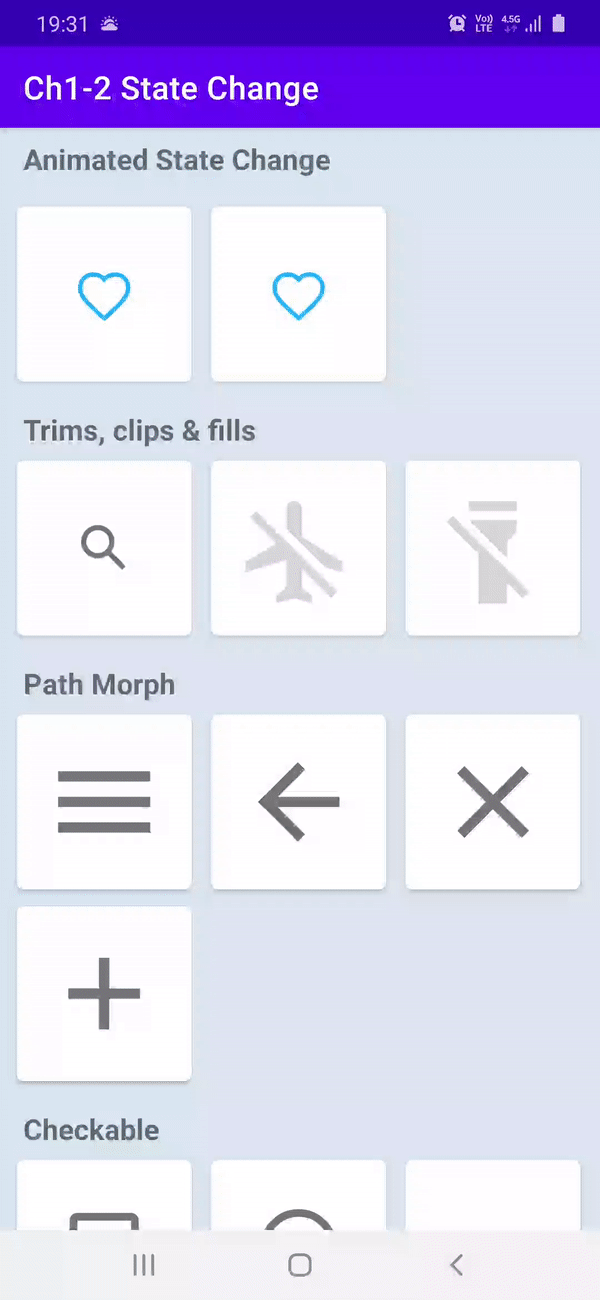 19:31
Vo)) LTE 4.5G
Ch1-2 State Change
Animated State Change
Trims, clips & fills
Path Morph
Checkable